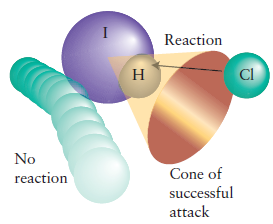 I
Reaction
H
Cl
No
reaction
Cone of
successful
attack